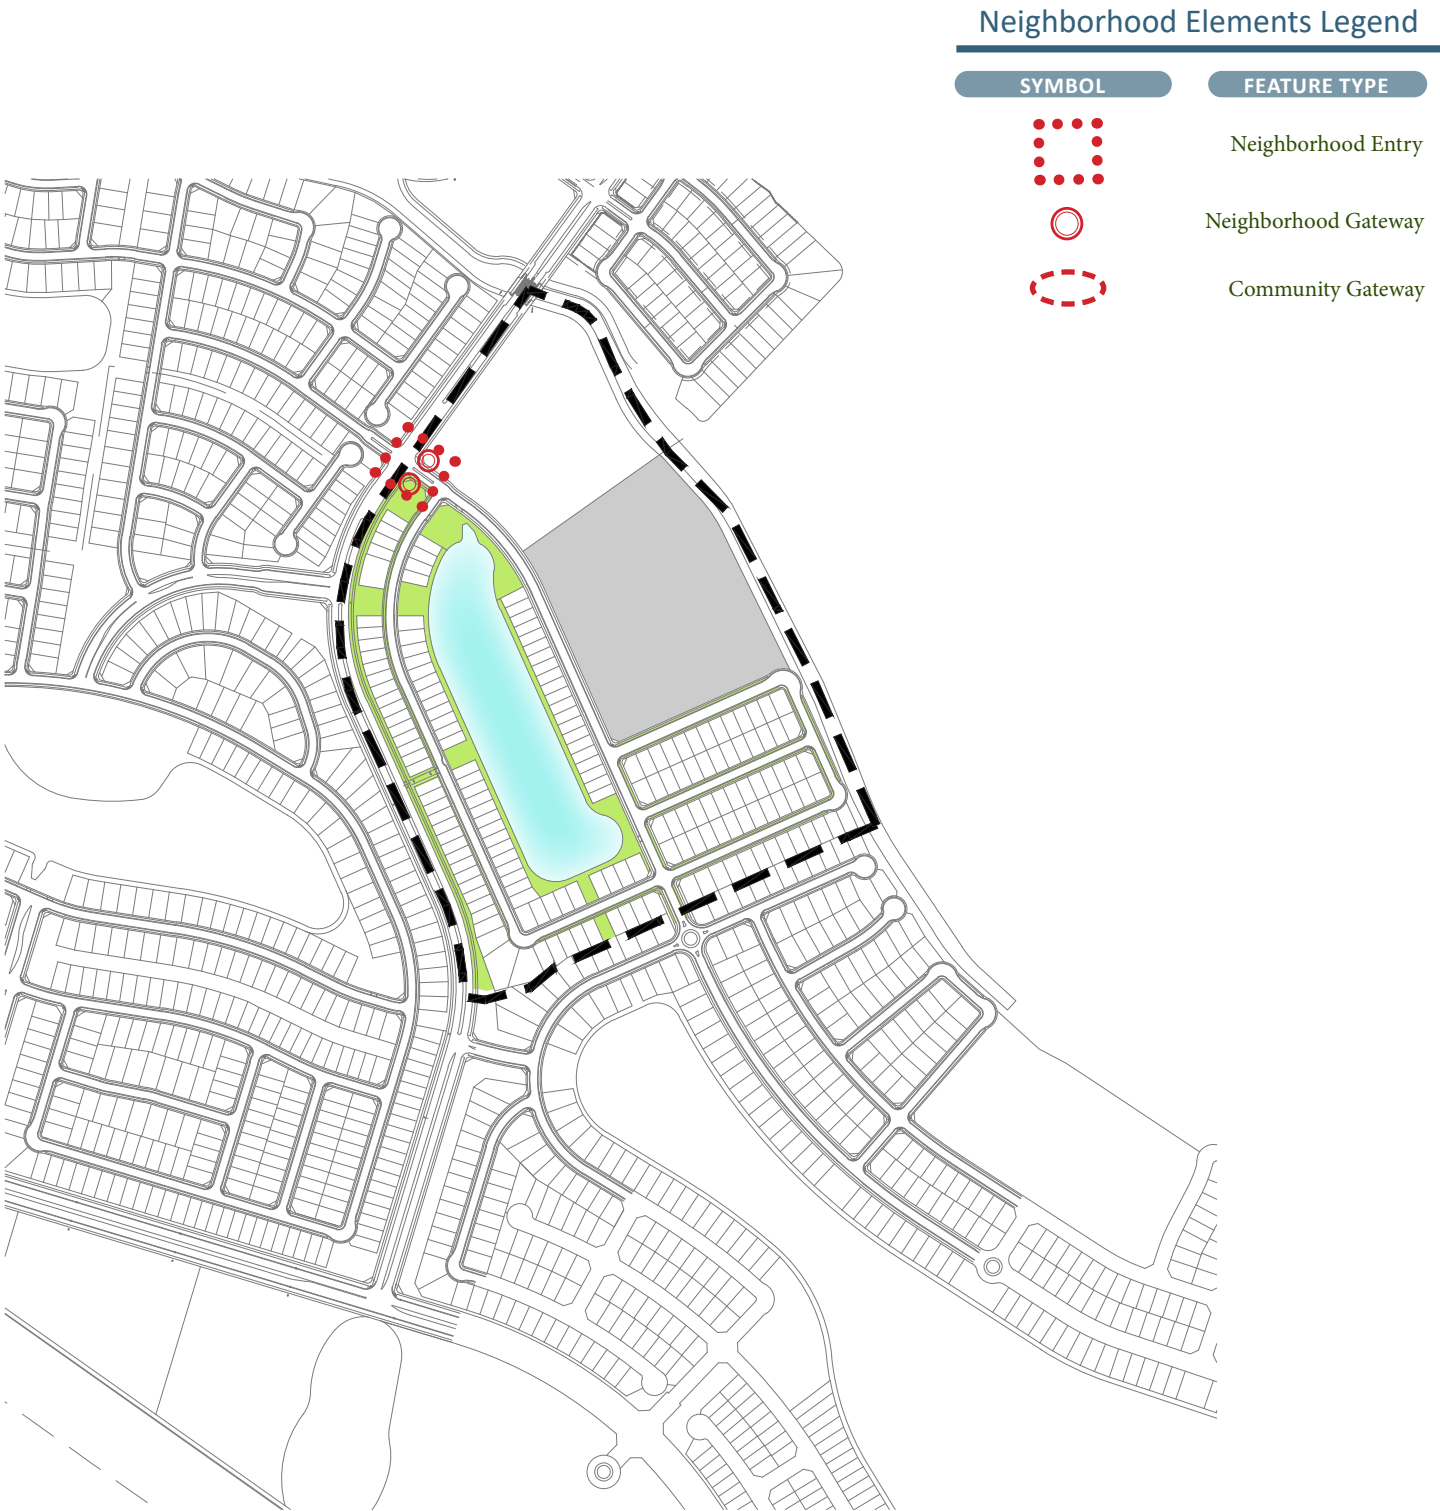 Neighborhood Elements Legend
SYMBOL FEATURE TYPE
Neighborhood Entry
Neighborhood Gateway
Community Gateway